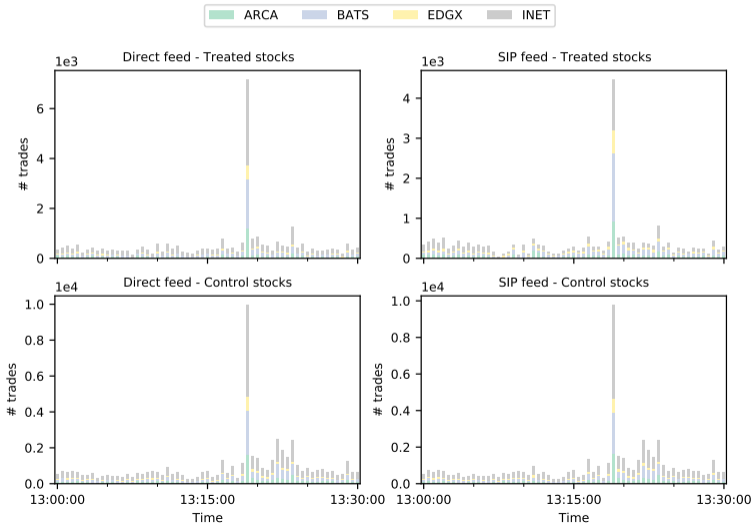 ARCA BATS EDGX INET
1e3 Direct feed - Treated stocks
6
4
2
0
# trades
1e3 SIP feed - Treated stocks
4
3
2
1
0
# trades
1e4 Direct feed - Control stocks
1.0
0.8
0.6
0.4
0.2
0.0
# trades
13:00:00 13:15:00 13:30:00
Time
1e4 SIP feed - Control stocks
1.0
0.8
0.6
0.4
0.2
0.0
# trades
13:00:00 13:15:00 13:30:00
Time